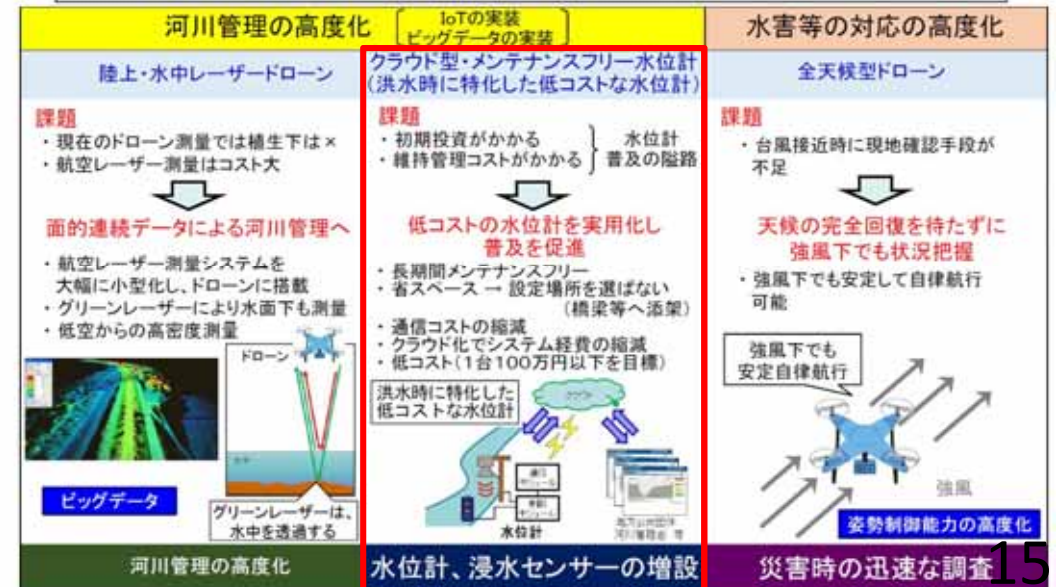 河川管理の高度化
IoTの実装
ビッグデータの実装
水害等の対応の高度化
陸上・水中レーザードローン
課題
・現在のドローン測量では植生下は×
・航空レーザー測量はコスト大
面的連続データによる河川管理へ
・航空レーザー測量システムを
大幅に小型化し、ドローンに搭載
・グリーンレーザーにより水面下も測量
・低空からの高密度測量
ドローン
ビッグデータ
グリーンレーザーは、
水中を透過する
河川管理の高度化
クラウド型・メンテナンスフリー水位計
(洪水時に特化した低コストな水位計)
課題
・初期投資がかかる
・維持管理コストがかかる
水位計
普及の隘路
低コストの水位計を実用化し
普及を促進
・長期間メンテナンスフリー
・省スペース → 設定場所を選ばない
(橋梁等へ添架)
・通信コストの縮減
・クラウド化でシステム経費の縮減
・低コスト(1台100万円以下を目標)
洪水時に特化した
低コストな水位計
クラウド
水位計
水位計、浸水センサーの増設
全天候型ドローン
課題
・台風接近時に現地確認手段が
不足
天候の完全回復を待たずに
強風下でも状況把握
・強風下でも安定して自律航行
可能
強風下でも
安定自律航行
強風
姿勢制御能力の高度化
災害時の迅速な調査
15